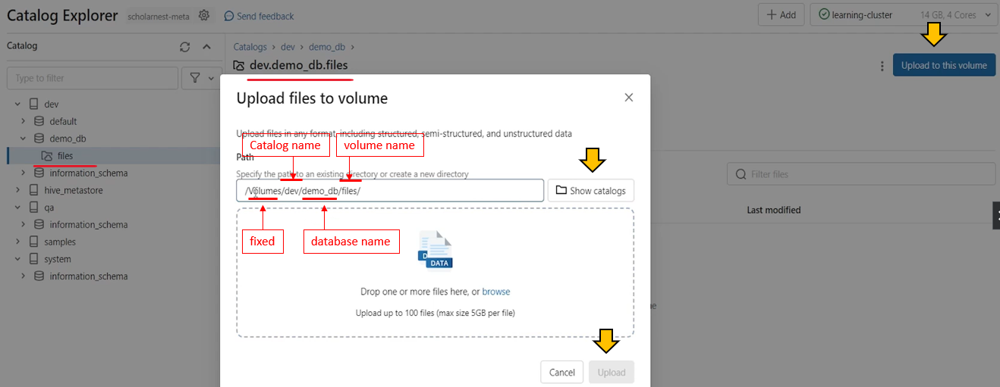 Catalog Explorer
scholarnest-meta
Send feedback
Add
learning-cluster
14 GB, 4 Cores
Catalog
Type to filter
dev
default
demo_db
files
information_schema
hive_metastore
qa
information_schema
samples
system
information_schema
Catalogs > dev > demo_db >
dev.demo_db.files
Upload to this volume
Filter files
Last modified
Upload files to volume
Upload files in any format, including structured, semi-structured, and unstructured data
Catalog name
volume name
Path
Specify the path to an existing directory or create a new directory
/Volumes/dev/demo_db/files/
Show catalogs
fixed
database name
DATA
Drop one or more files here, or browse
Upload up to 100 files (max size 5GB per file)
Cancel
Upload